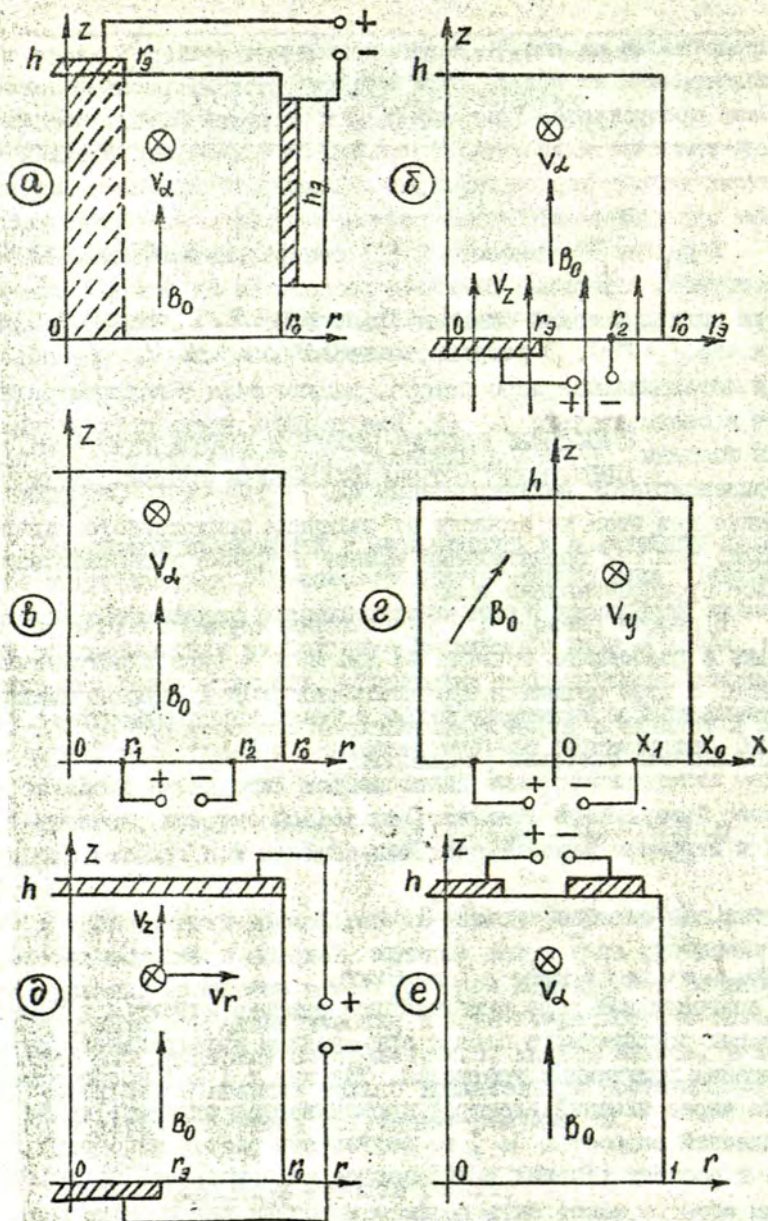 а
z
h
r_э
+
−
V_α
B_0
h_э
0
r_0
r
б
z
h
V_α
B_0
V_z
0
r_э
r_2
r_0
r_э
+
−
в
z
V_α
B_0
0
r_1
r_2
r_0
r
+
−
г
z
h
B_0
V_y
0
x_1
x_0
x
+
−
д
z
h
V_z
V_r
+
−
B_0
0
r_э
r_0
r
е
+
−
z
h
V_α
B_0
0
1
r